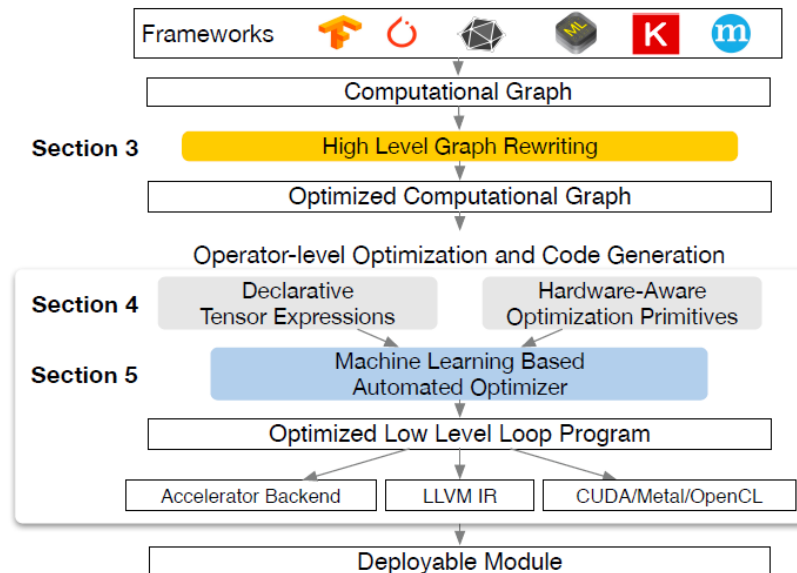 Frameworks
ML
K
m
Computational Graph
Section 3
High Level Graph Rewriting
Optimized Computational Graph
Operator-level Optimization and Code Generation
Section 4
Declarative
Tensor Expressions
Hardware-Aware
Optimization Primitives
Section 5
Machine Learning Based
Automated Optimizer
Optimized Low Level Loop Program
Accelerator Backend
LLVM IR
CUDA/Metal/OpenCL
Deployable Module